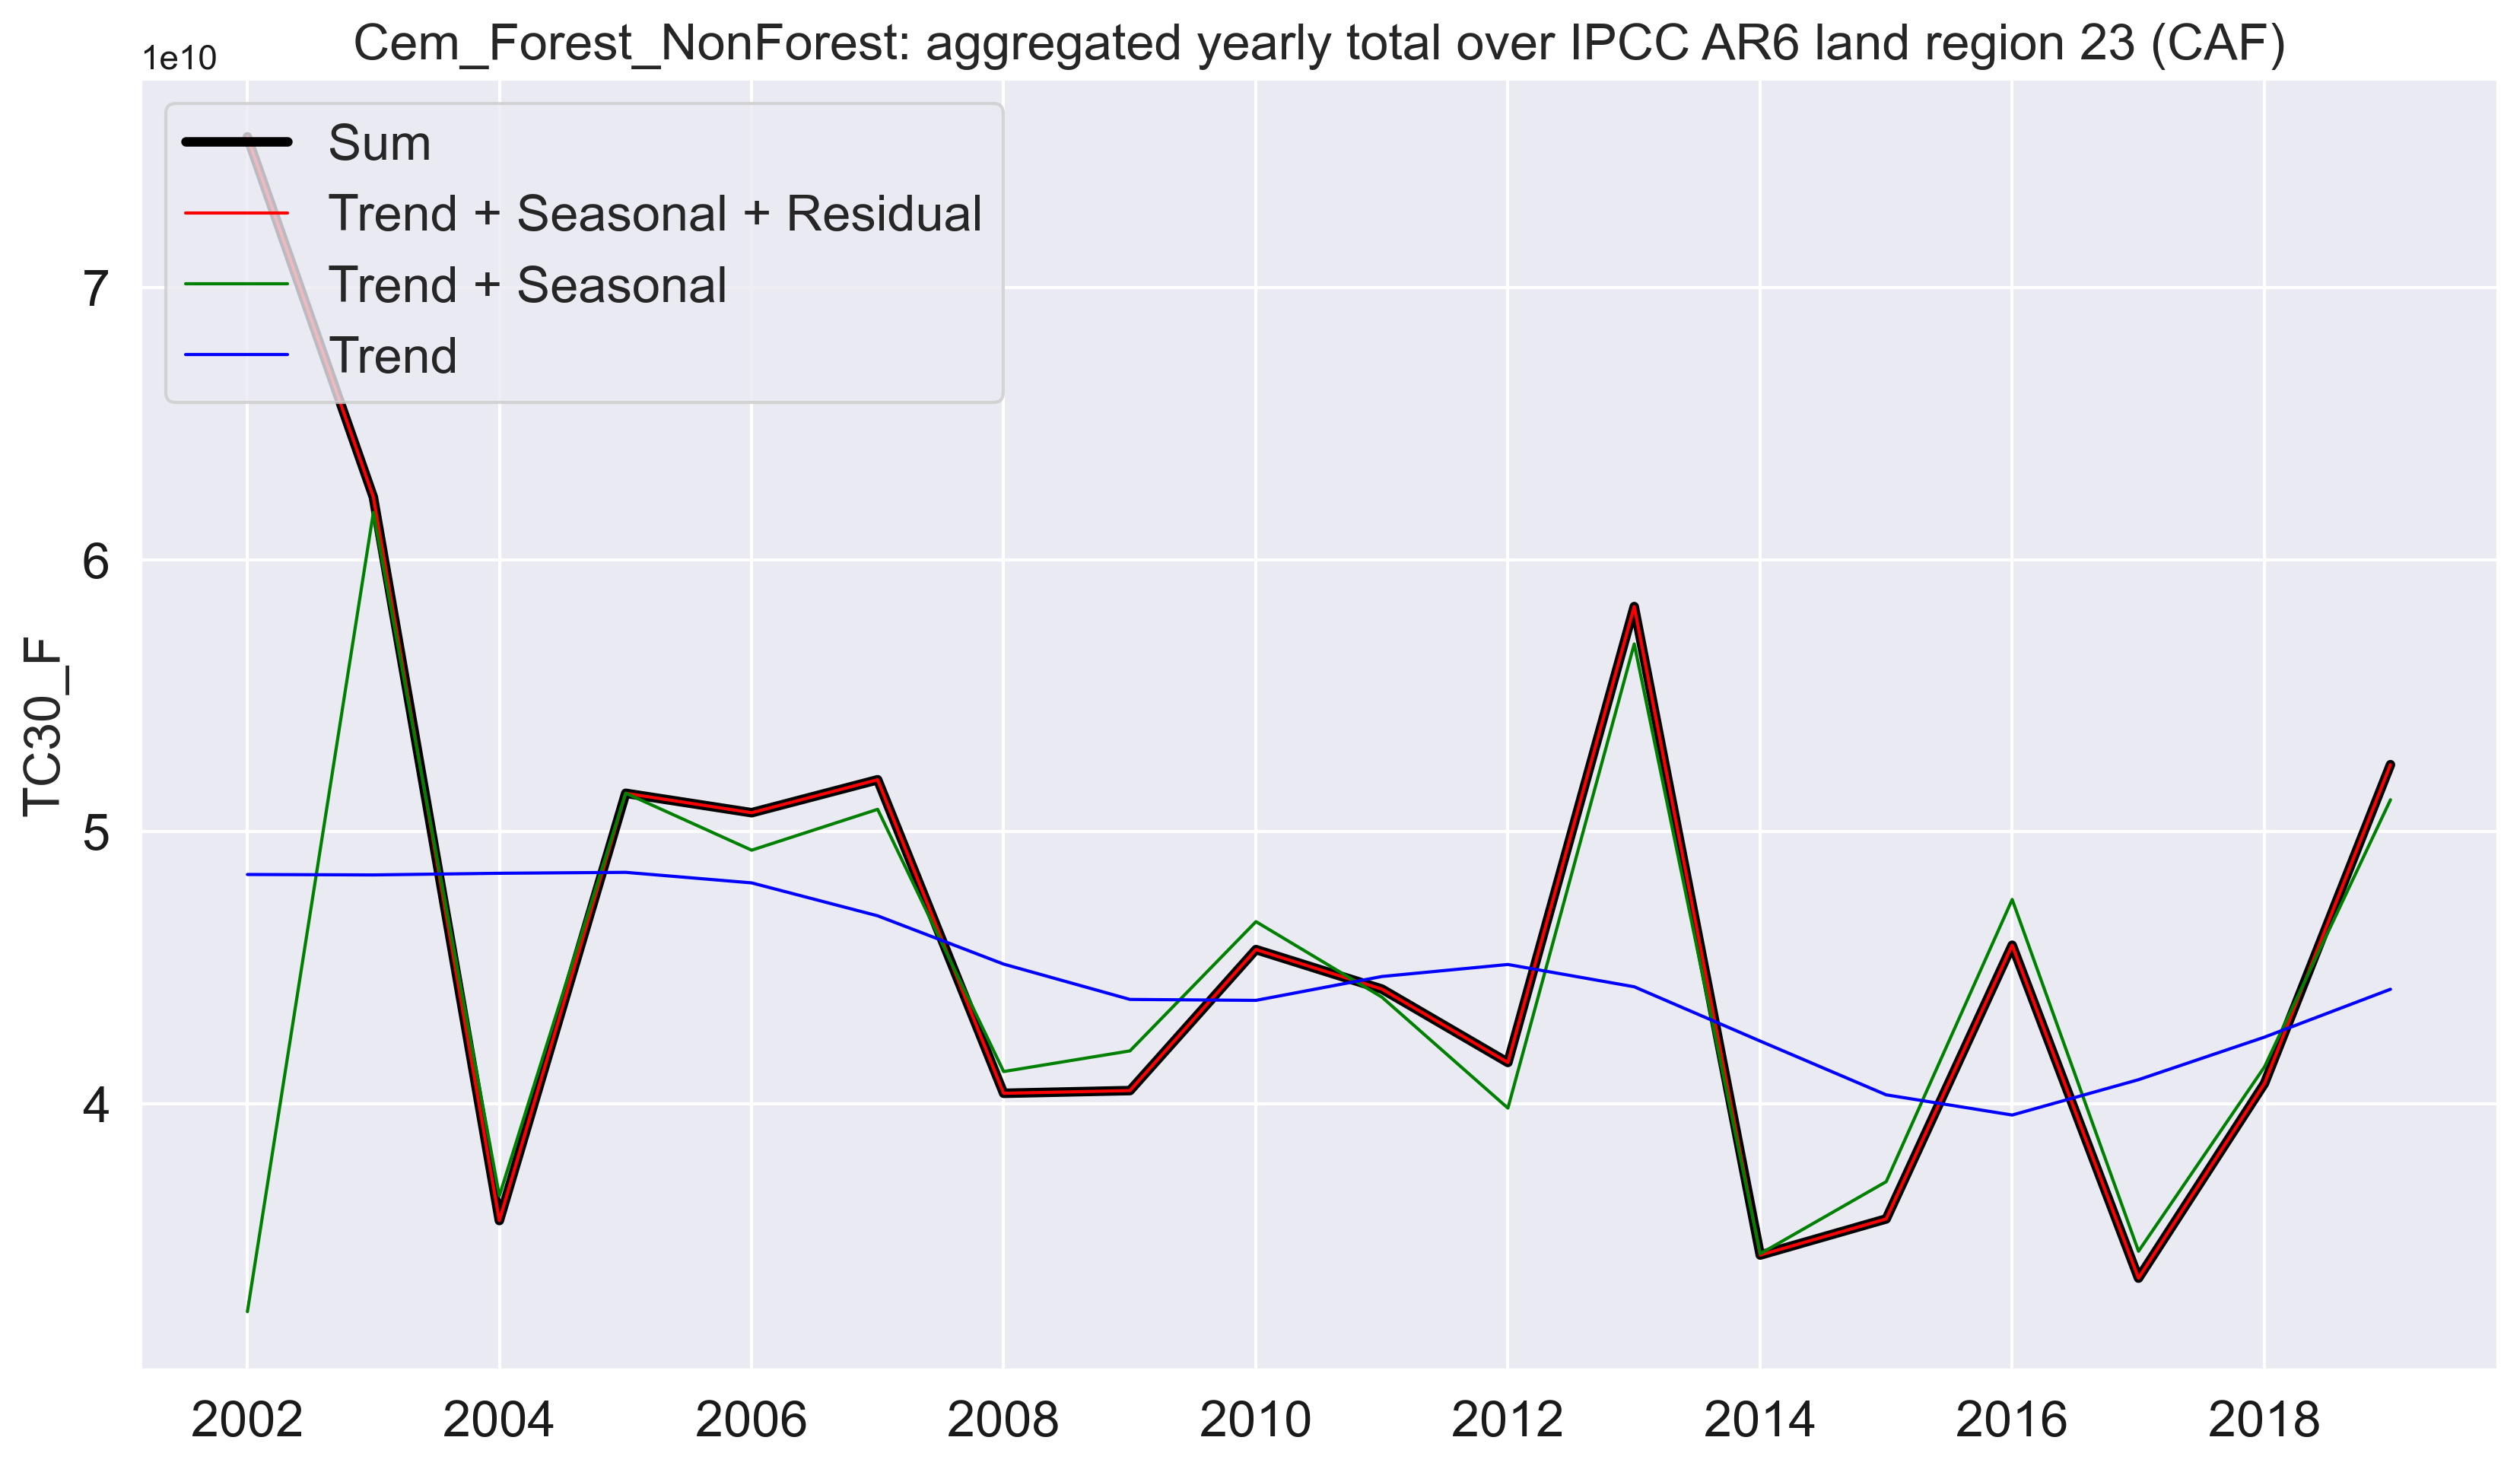 Cem_Forest_NonForest: aggregated yearly total over IPCC AR6 land region 23 (CAF)
1e10
Sum
Trend + Seasonal + Residual
Trend + Seasonal
Trend
7
6
5
4
TC30_F
2002 2004 2006 2008 2010 2012 2014 2016 2018